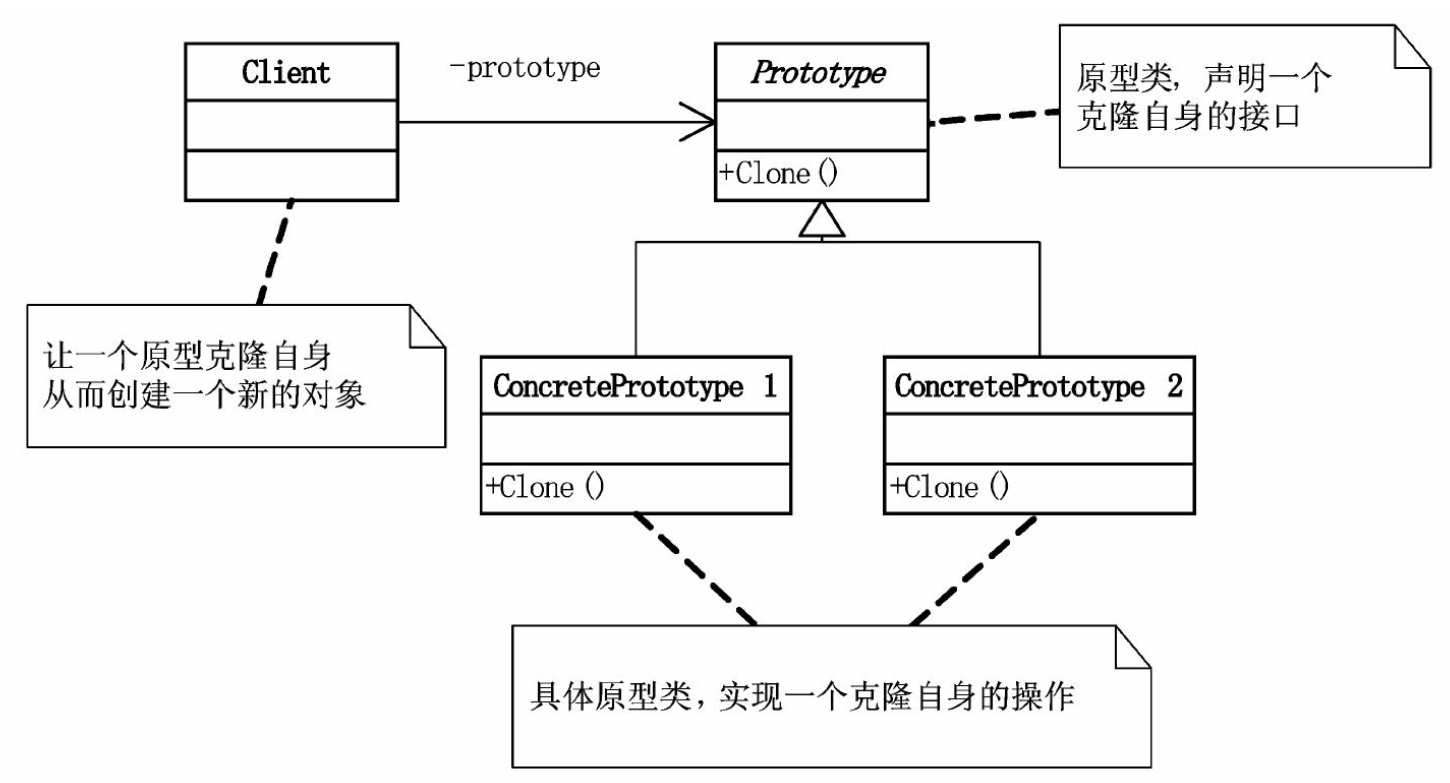 Client
-prototype
Prototype
+Clone()
原型类，声明一个
克隆自身的接口
让一个原型克隆自身
从而创建一个新的对象
ConcretePrototype 1
+Clone()
ConcretePrototype 2
+Clone()
具体原型类，实现一个克隆自身的操作